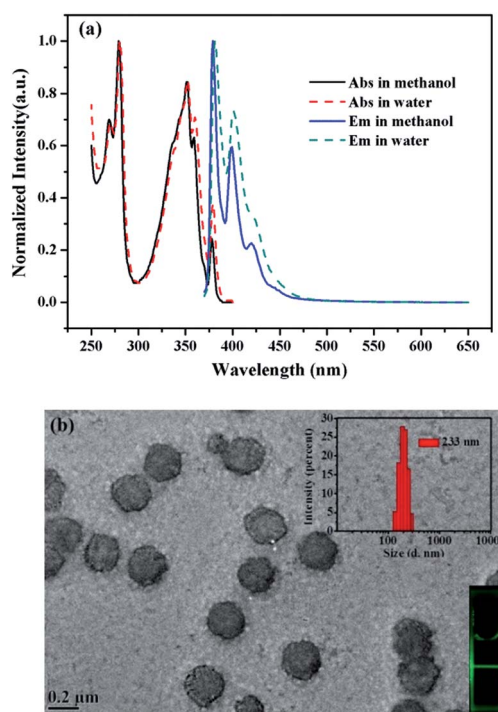 (a)
Normalized Intensity(a.u.)
1.0
0.8
0.6
0.4
0.2
0.0
Abs in methanol
Abs in water
Em in methanol
Em in water
250 300 350 400 450 500 550 600 650
Wavelength (nm)
(b)
Intensity (percent)
30
25
20
15
10
5
0
233 nm
100 1000 1000
Size (d. nm)
0.2 μm